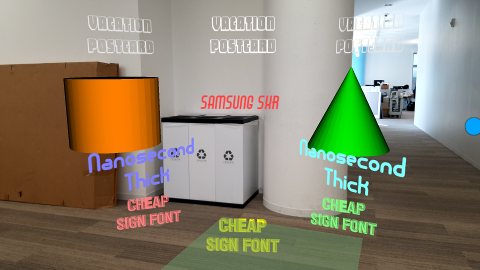 VACATION
POSTCARD
VACATION
POSTCARD
VACATION
POSTCARD
SAMSUNG SXR
Nanosecond
Thick
Nanosecond
Thick
CHEAP
SIGN FONT
CHEAP
SIGN FONT
CHEAP
SIGN FONT